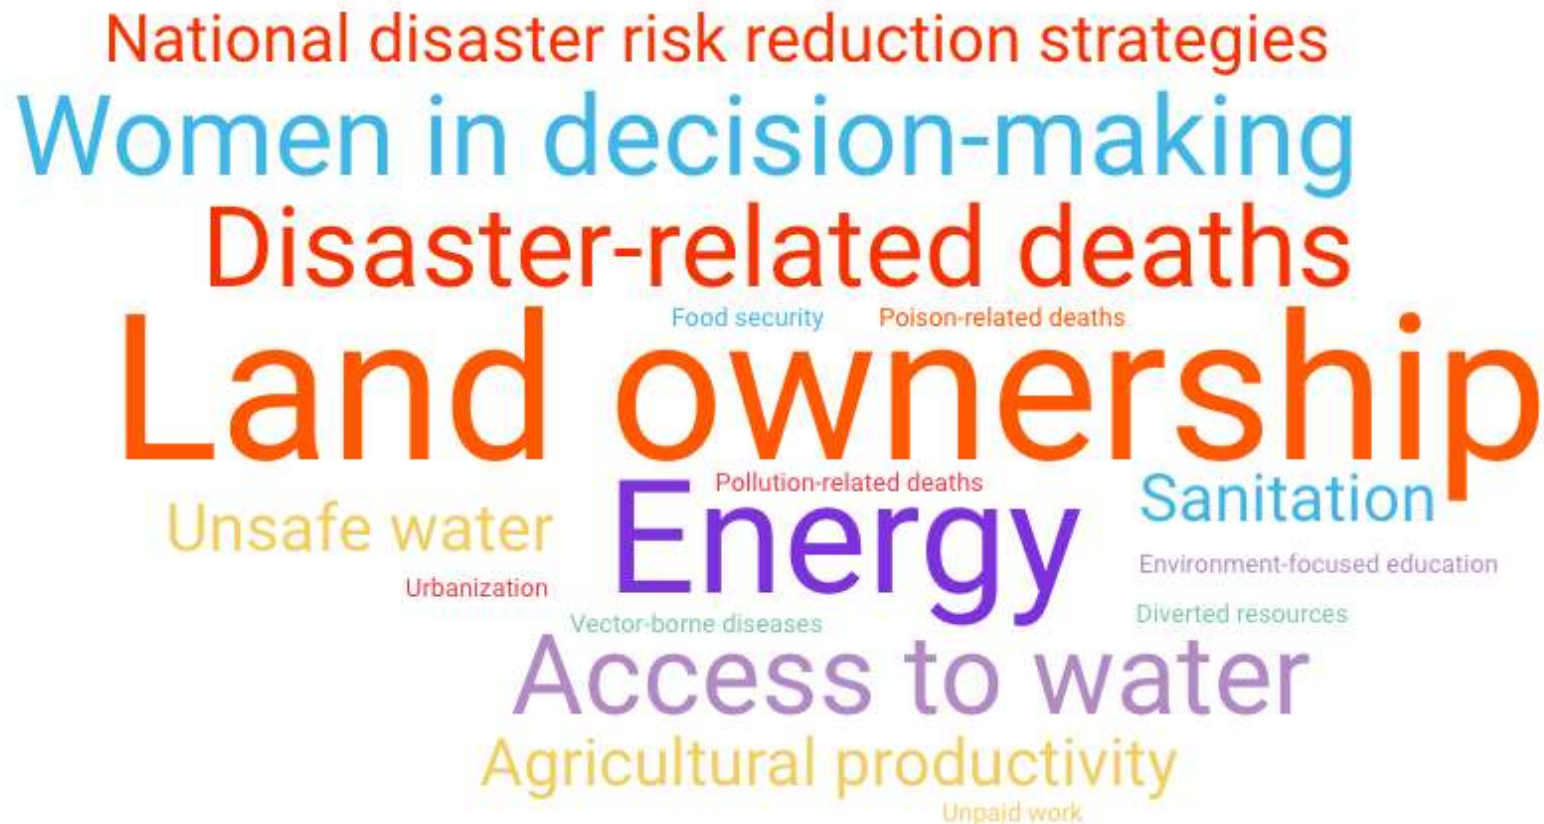 National disaster risk reduction strategies
Women in decision-making
Disaster-related deaths
Food security
Poison-related deaths
Land ownership
Pollution-related deaths
Unsafe water
Energy
Sanitation
Environment-focused education
Urbanization
Diverted resources
Vector-borne diseases
Access to water
Agricultural productivity
Unpaid work